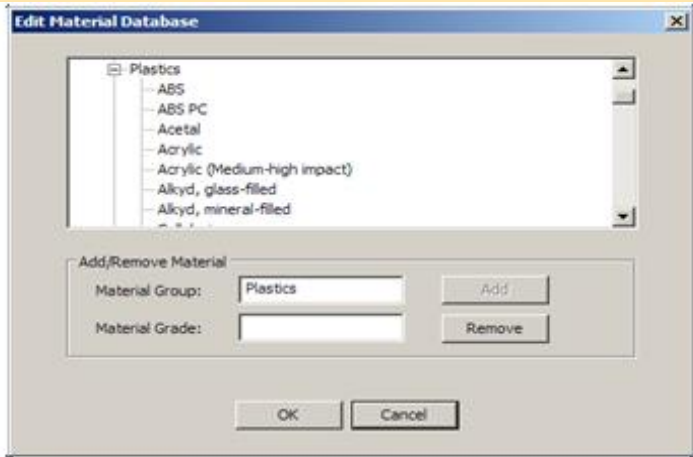 Edit Material Database
Plastics
ABS
ABS PC
Acetal
Acrylic
Acrylic (Medium-high impact)
Alkyd, glass-filled
Alkyd, mineral-filled
Add/Remove Material
Material Group: Plastics Add
Material Grade: Remove
OK Cancel